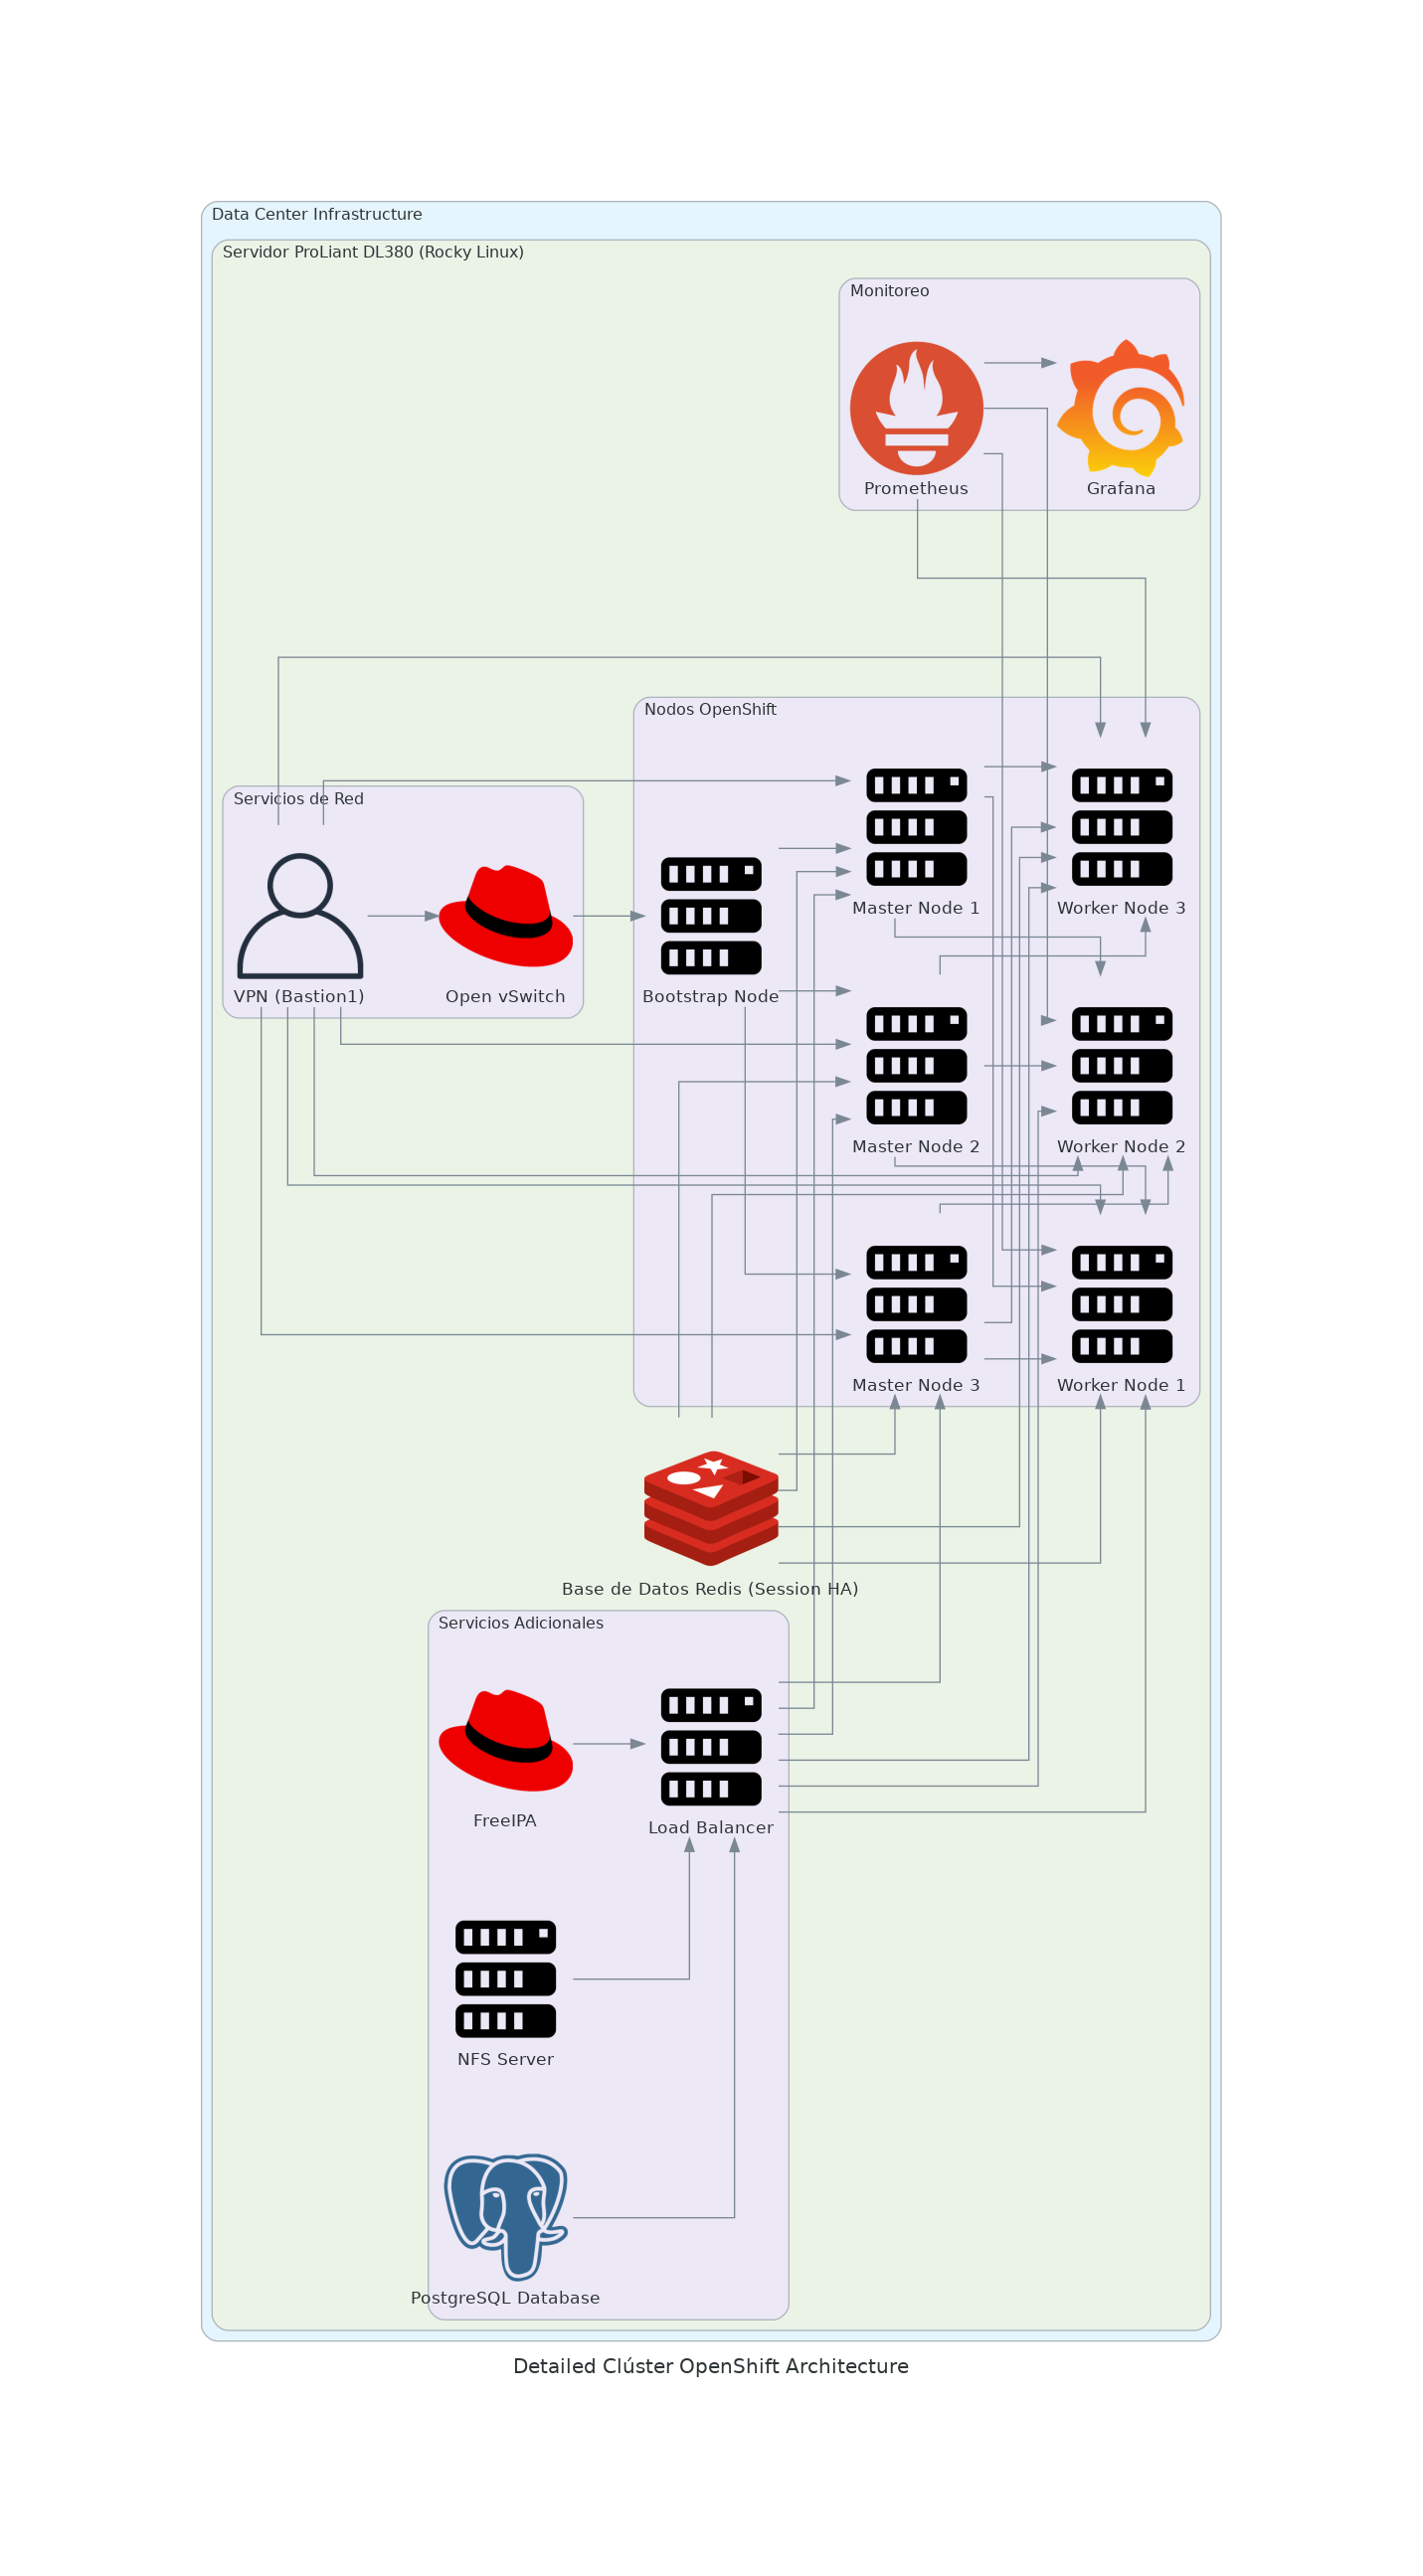 Data Center Infrastructure
Servidor ProLiant DL380 (Rocky Linux)
Monitoreo
Prometheus
Grafana
Nodos OpenShift
Servicios de Red
Master Node 1
Worker Node 3
VPN (Bastion1)
Open vSwitch
Bootstrap Node
Master Node 2
Worker Node 2
Master Node 3
Worker Node 1
Base de Datos Redis (Session HA)
Servicios Adicionales
FreeIPA
Load Balancer
NFS Server
PostgreSQL Database
Detailed Clúster OpenShift Architecture